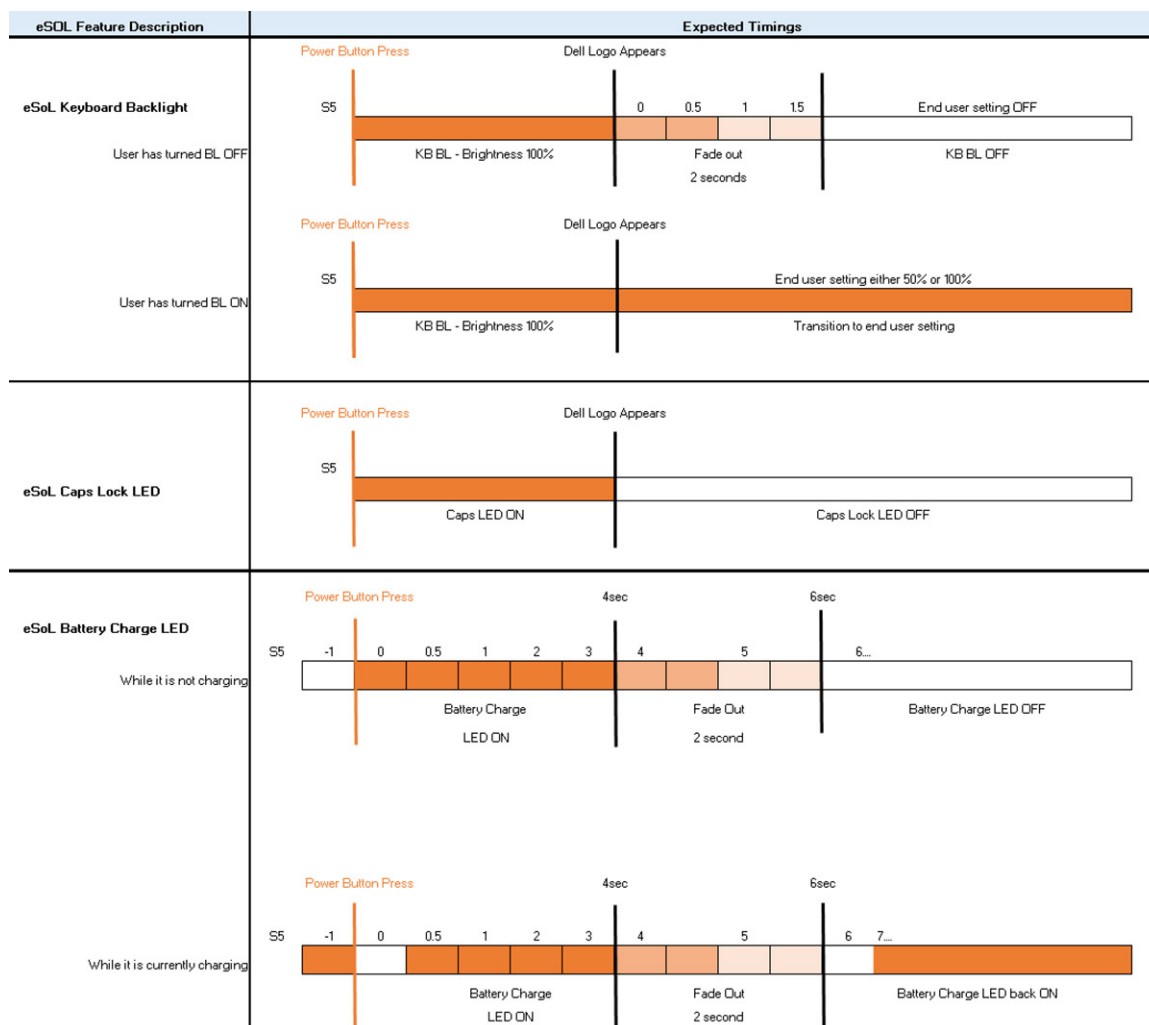 eSOL Feature Description Expected Timings
Power Button Press Dell Logo Appears
eSoL Keyboard Backlight S5 0 0.5 1 1.5 End user setting OFF
User has turned BL OFF KB BL - Brightness 100% Fade out KB BL OFF
2 seconds
Power Button Press Dell Logo Appears
S5 End user setting either 50% or 100%
User has turned BL ON
KB BL - Brightness 100% Transition to end user setting
Power Button Press Dell Logo Appears
S5
eSoL Caps Lock LED
Caps LED ON Caps Lock LED OFF
Power Button Press 4sec 6sec
eSoL Battery Charge LED
S5 -1 0 0.5 1 2 3 4 5 6....
While it is not charging
Battery Charge Fade Out Battery Charge LED OFF
LED ON 2 second
Power Button Press 4sec 6sec
S5 -1 0 0.5 1 2 3 4 5 6 7....
While it is currently charging
Battery Charge Fade Out Battery Charge LED back ON
LED ON 2 second